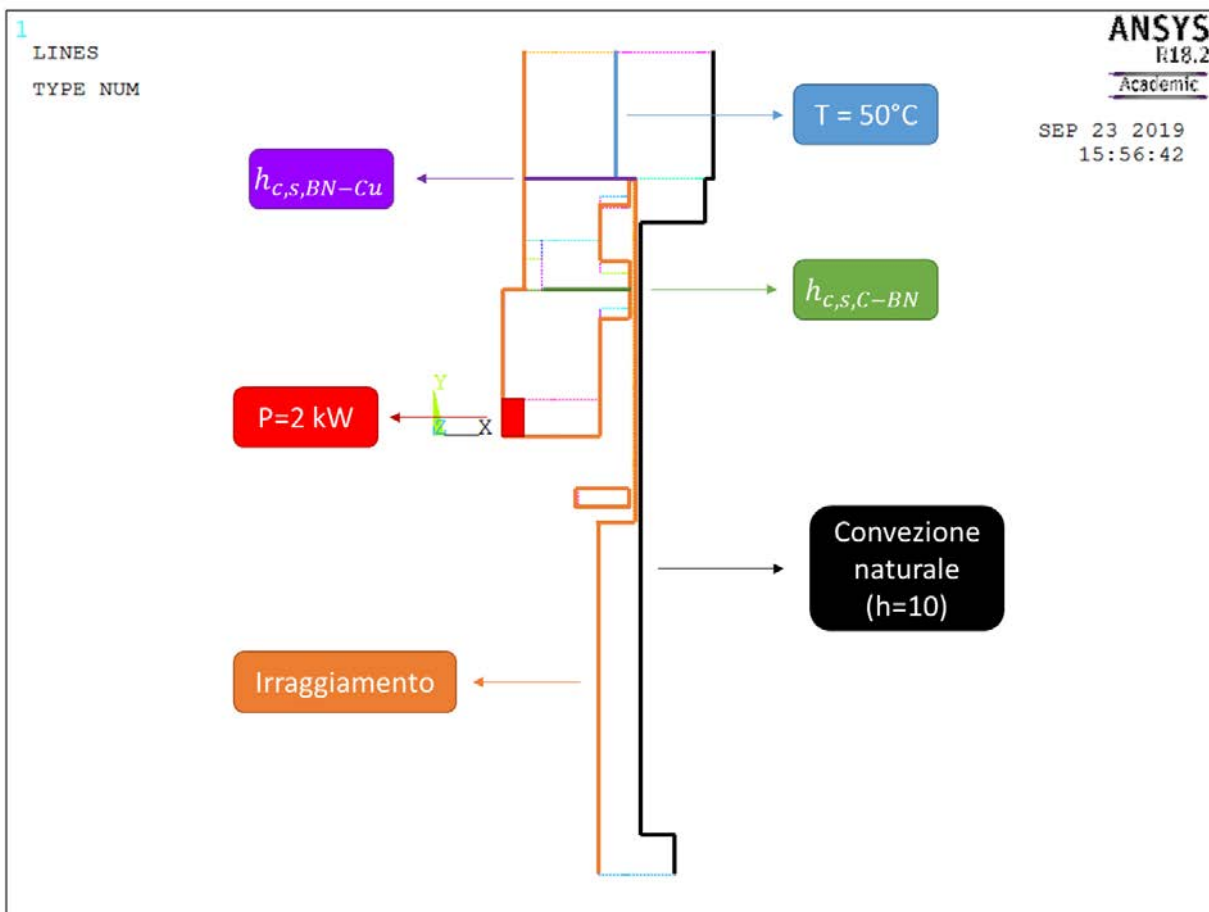 1
LINES
TYPE NUM
ANSYS
R18.2
Academic
SEP 23 2019
15:56:42
T = 50°C
h_{c,s,BN-Cu}
h_{c,s,C-BN}
P=2 kW
Y
Z
X
Convezione
naturale
(h=10)
Irraggiamento